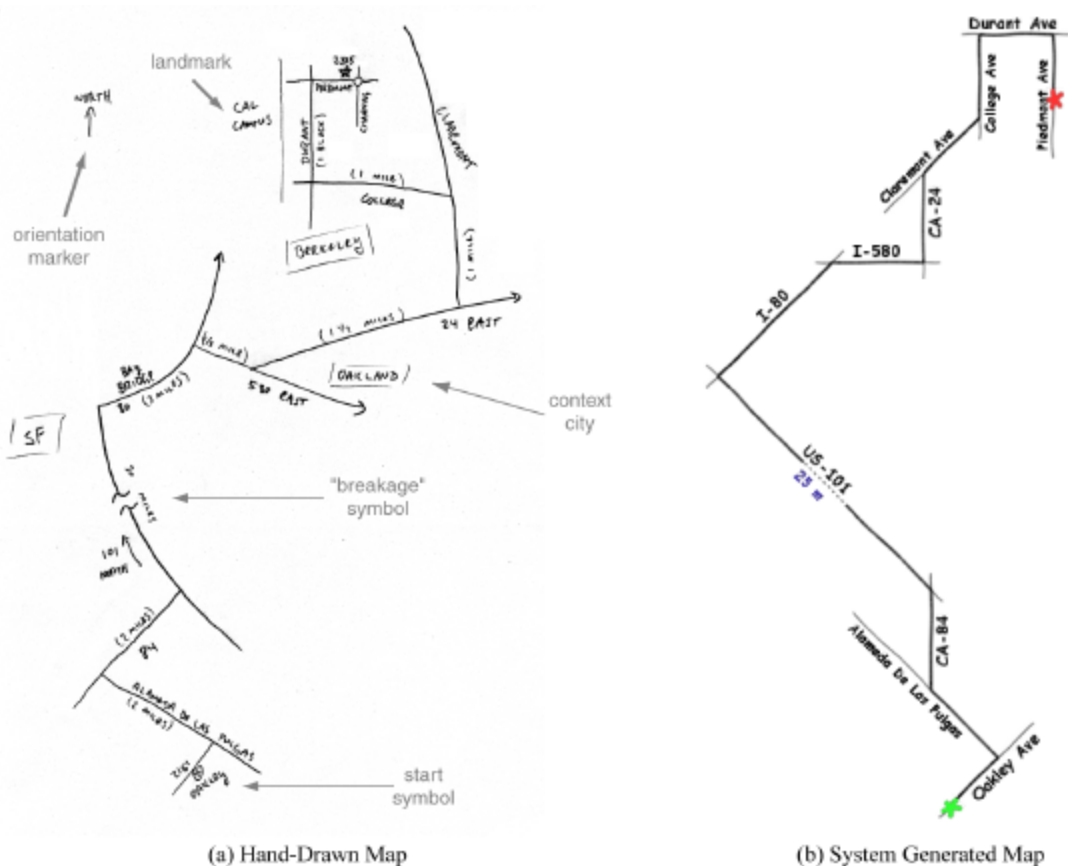 landmark
NORTH
CAL
CAMPUS
2315
PIEDMONT
CHANNING
DURANT
(1 BLOCK)
(1 MILE)
COLLEGE
CLAREMONT
(1 MILE)
orientation
marker
BERKELEY
(1 1/2 MILES)
24 EAST
580 EAST
OAKLAND
BAY
BRIDGE
80 (3 MILES)
SF
context
city
"breakage"
symbol
MILES
101
NORTH
(2 MILES)
84
ALAMEDA DE LAS PULGAS
(2 MILES)
OAKLEY
start
symbol
(a) Hand-Drawn Map
Durant Ave
College Ave
Piedmont Ave
Claremont Ave
CA-24
I-580
I-80
US-101
25 m
CA-84
Alameda De Las Pulgas
Oakley Ave
(b) System Generated Map